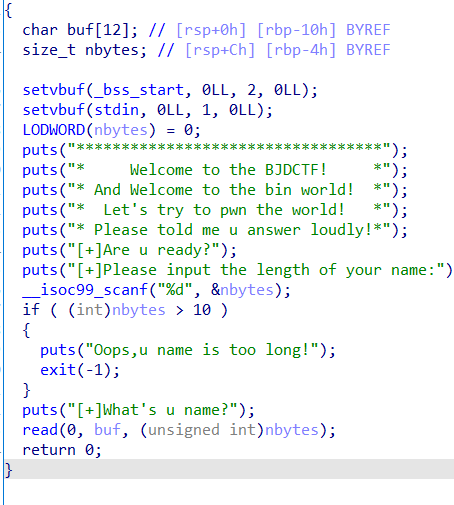 {
  char buf[12]; // [rsp+0h] [rbp-10h] BYREF
  size_t nbytes; // [rsp+Ch] [rbp-4h] BYREF

  setvbuf(_bss_start, 0LL, 2, 0LL);
  setvbuf(stdin, 0LL, 1, 0LL);
  LODWORD(nbytes) = 0;
  puts("**********************************");
  puts("*     Welcome to the BJDCTF!     *");
  puts("* And Welcome to the bin world!  *");
  puts("*  Let's try to pwn the world!   *");
  puts("* Please told me u answer loudly!*");
  puts("[+]Are u ready?");
  puts("[+]Please input the length of your name:")
  __isoc99_scanf("%d", &nbytes);
  if ( (int)nbytes > 10 )
  {
    puts("Oops,u name is too long!");
    exit(-1);
  }
  puts("[+]What's u name?");
  read(0, buf, (unsigned int)nbytes);
  return 0;
}